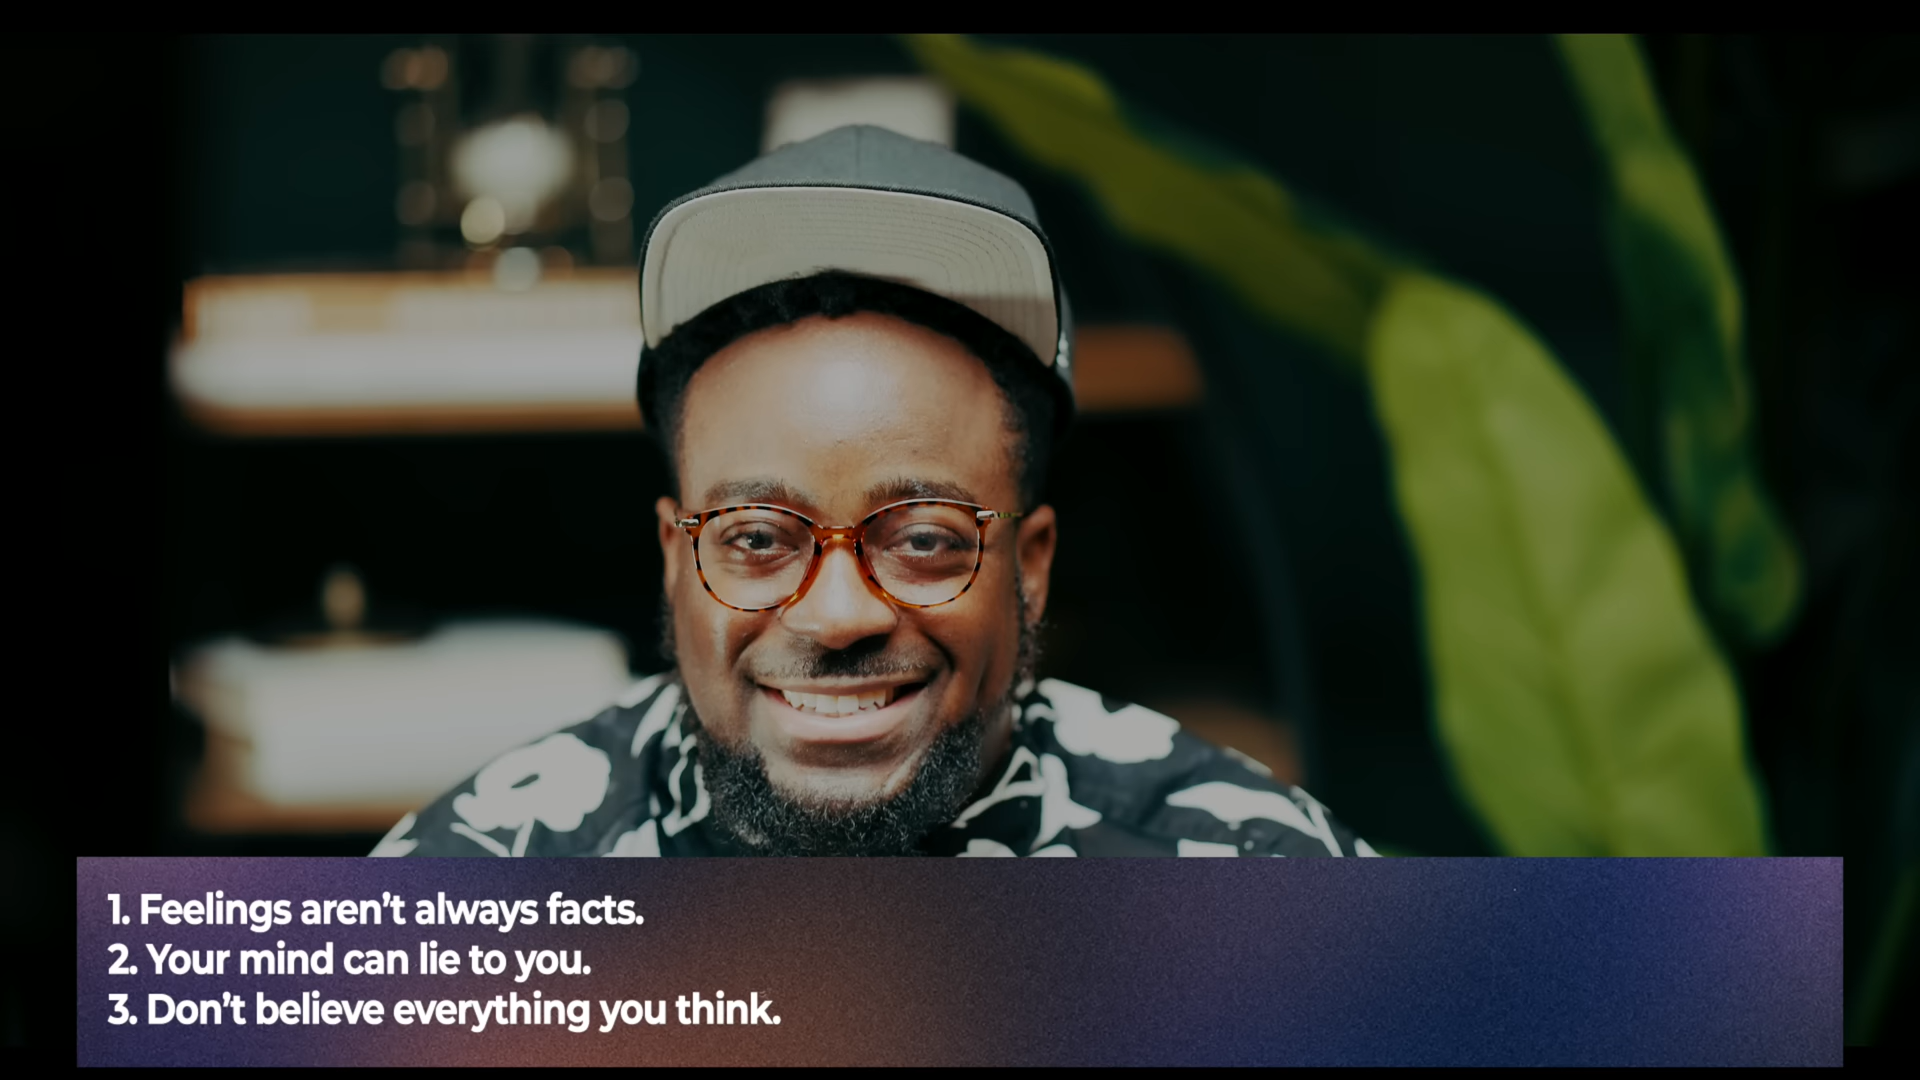 1. Feelings aren't always facts.
2. Your mind can lie to you.
3. Don't believe everything you think.